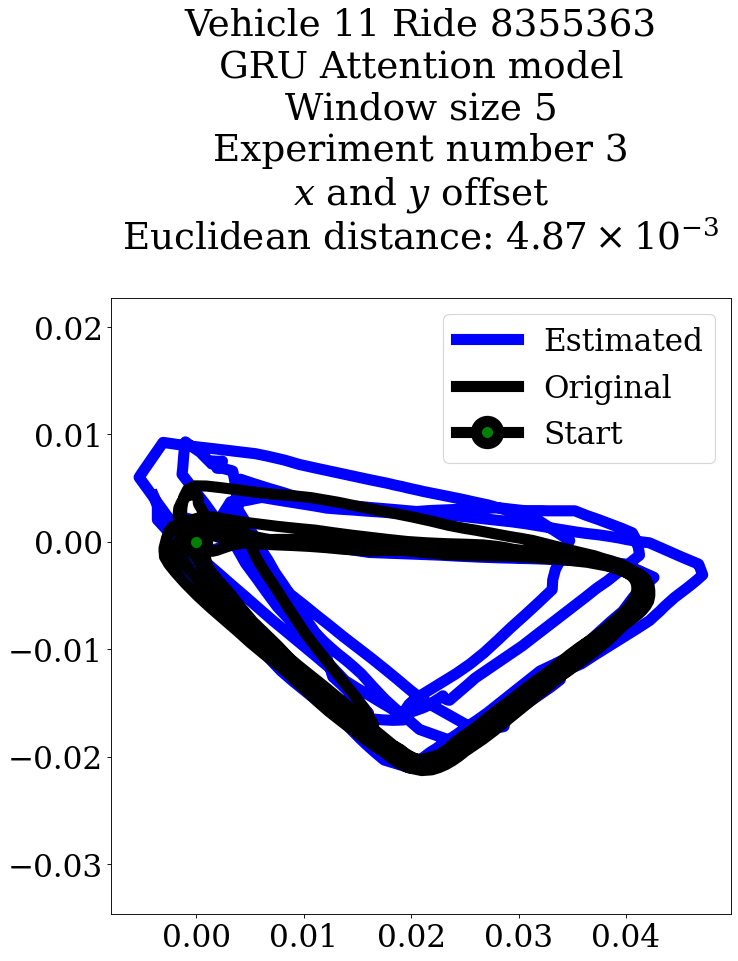 Vehicle 11 Ride 8355363
GRU Attention model
Window size 5
Experiment number 3
x and y offset
Euclidean distance: 4.87 × 10⁻³
Estimated
Original
Start
0.02
0.01
0.00
−0.01
−0.02
−0.03
0.00 0.01 0.02 0.03 0.04